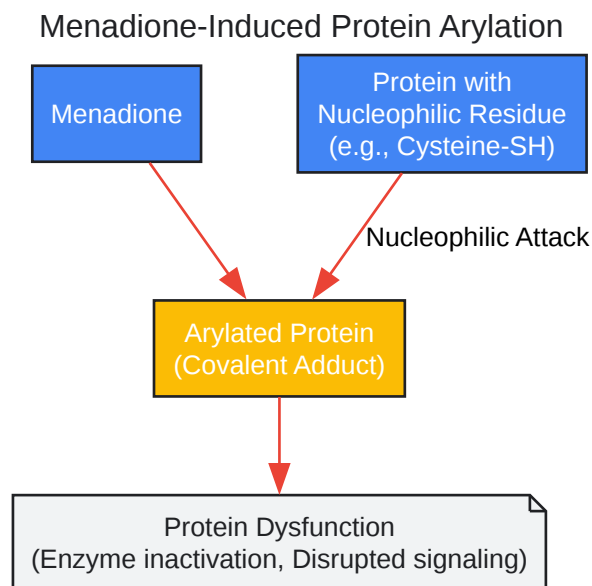 Menadione-Induced Protein Arylation
Menadione
Protein with
Nucleophilic Residue
(e.g., Cysteine-SH)
Nucleophilic Attack
Arylated Protein
(Covalent Adduct)
Protein Dysfunction
(Enzyme inactivation, Disrupted signaling)